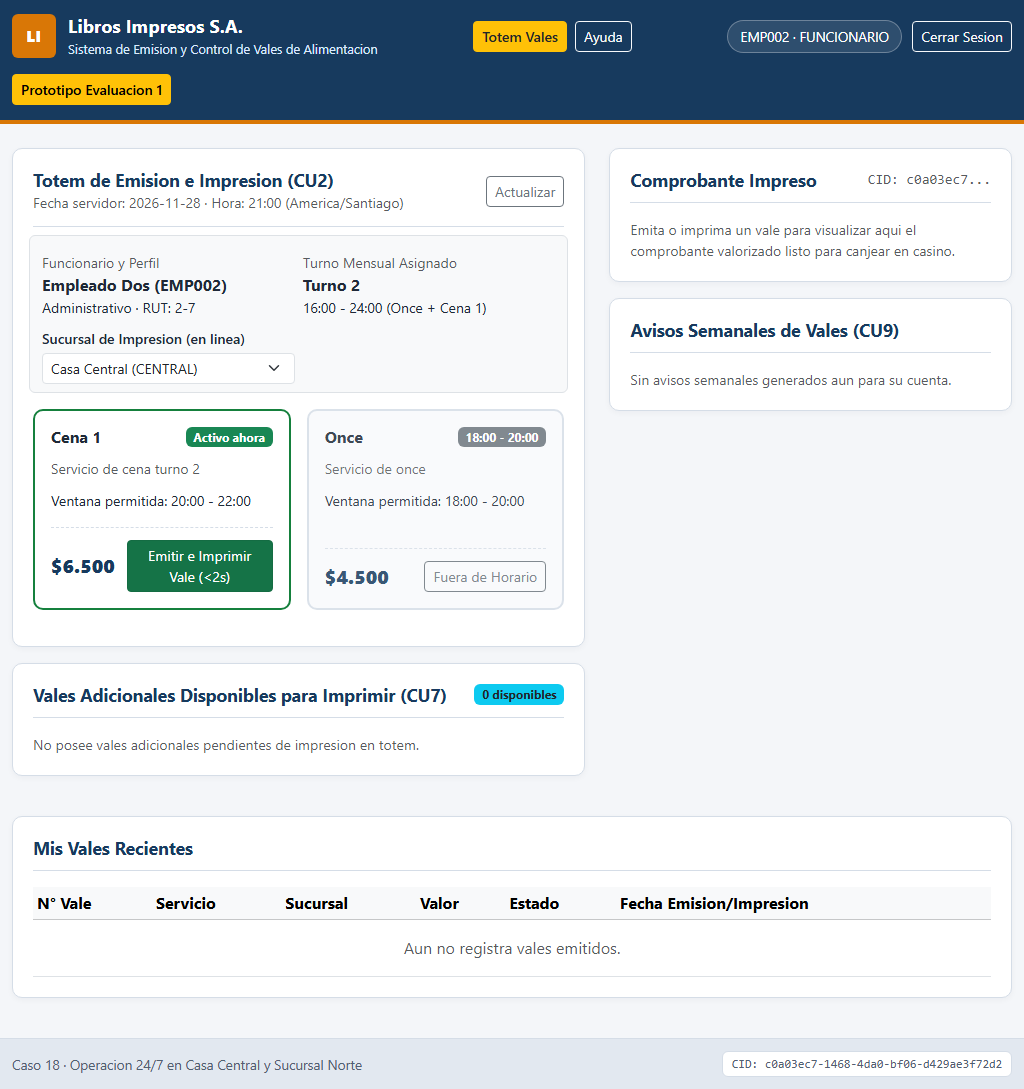 LI
Libros Impresos S.A.
Sistema de Emision y Control de Vales de Alimentacion
Totem Vales
Ayuda
EMP002 · FUNCIONARIO
Cerrar Sesion
Prototipo Evaluacion 1
Totem de Emision e Impresion (CU2)
Fecha servidor: 2026-11-28 · Hora: 21:00 (America/Santiago)
Actualizar
Funcionario y Perfil
Empleado Dos (EMP002)
Administrativo · RUT: 2-7
Turno Mensual Asignado
Turno 2
16:00 - 24:00 (Once + Cena 1)
Sucursal de Impresion (en linea)
Casa Central (CENTRAL)
Cena 1
Activo ahora
Servicio de cena turno 2
Ventana permitida: 20:00 - 22:00
$6.500
Emitir e Imprimir
Vale (<2s)
Once
18:00 - 20:00
Servicio de once
Ventana permitida: 18:00 - 20:00
$4.500
Fuera de Horario
Comprobante Impreso
CID: c0a03ec7...
Emita o imprima un vale para visualizar aqui el
comprobante valorizado listo para canjear en casino.
Avisos Semanales de Vales (CU9)
Sin avisos semanales generados aun para su cuenta.
Vales Adicionales Disponibles para Imprimir (CU7)
0 disponibles
No posee vales adicionales pendientes de impresion en totem.
Mis Vales Recientes
N° Vale Servicio Sucursal Valor Estado Fecha Emision/Impresion
Aun no registra vales emitidos.
Caso 18 · Operacion 24/7 en Casa Central y Sucursal Norte
CID: c0a03ec7-1468-4da0-bf06-d429ae3f72d2